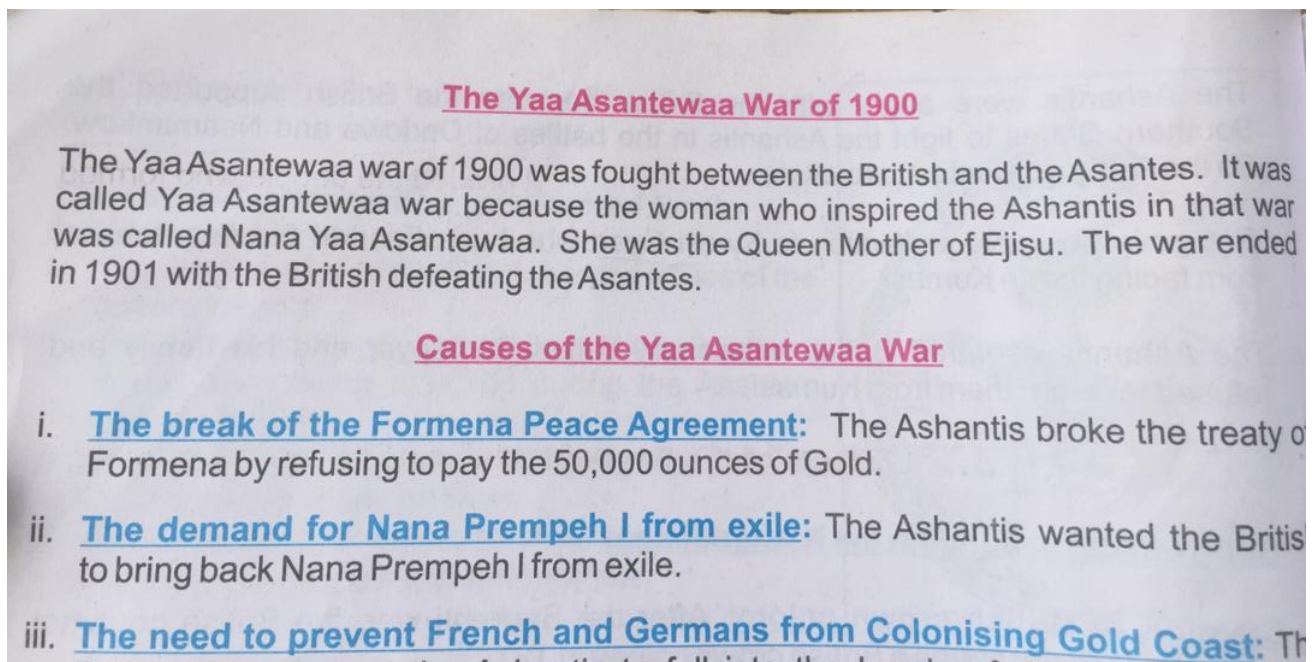 The Yaa Asantewaa War of 1900
The Yaa Asantewaa war of 1900 was fought between the British and the Asantes. It was
called Yaa Asantewaa war because the woman who inspired the Ashantis in that war
was called Nana Yaa Asantewaa. She was the Queen Mother of Ejisu. The war ended
in 1901 with the British defeating the Asantes.
Causes of the Yaa Asantewaa War
i. The break of the Formena Peace Agreement: The Ashantis broke the treaty
Formena by refusing to pay the 50,000 ounces of Gold.
ii. The demand for Nana Prempeh I from exile: The Ashantis wanted the
to bring back Nana Prempeh I from exile.
iii. The need to prevent French and Germans from Colonising Gold Coast: